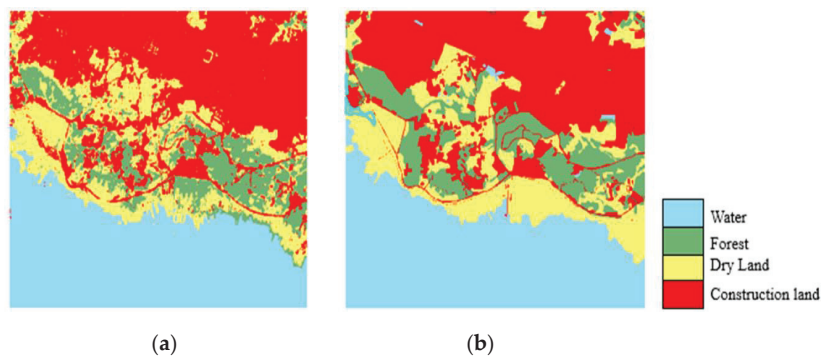 Water
Forest
Dry Land
Construction land
(a)
(b)